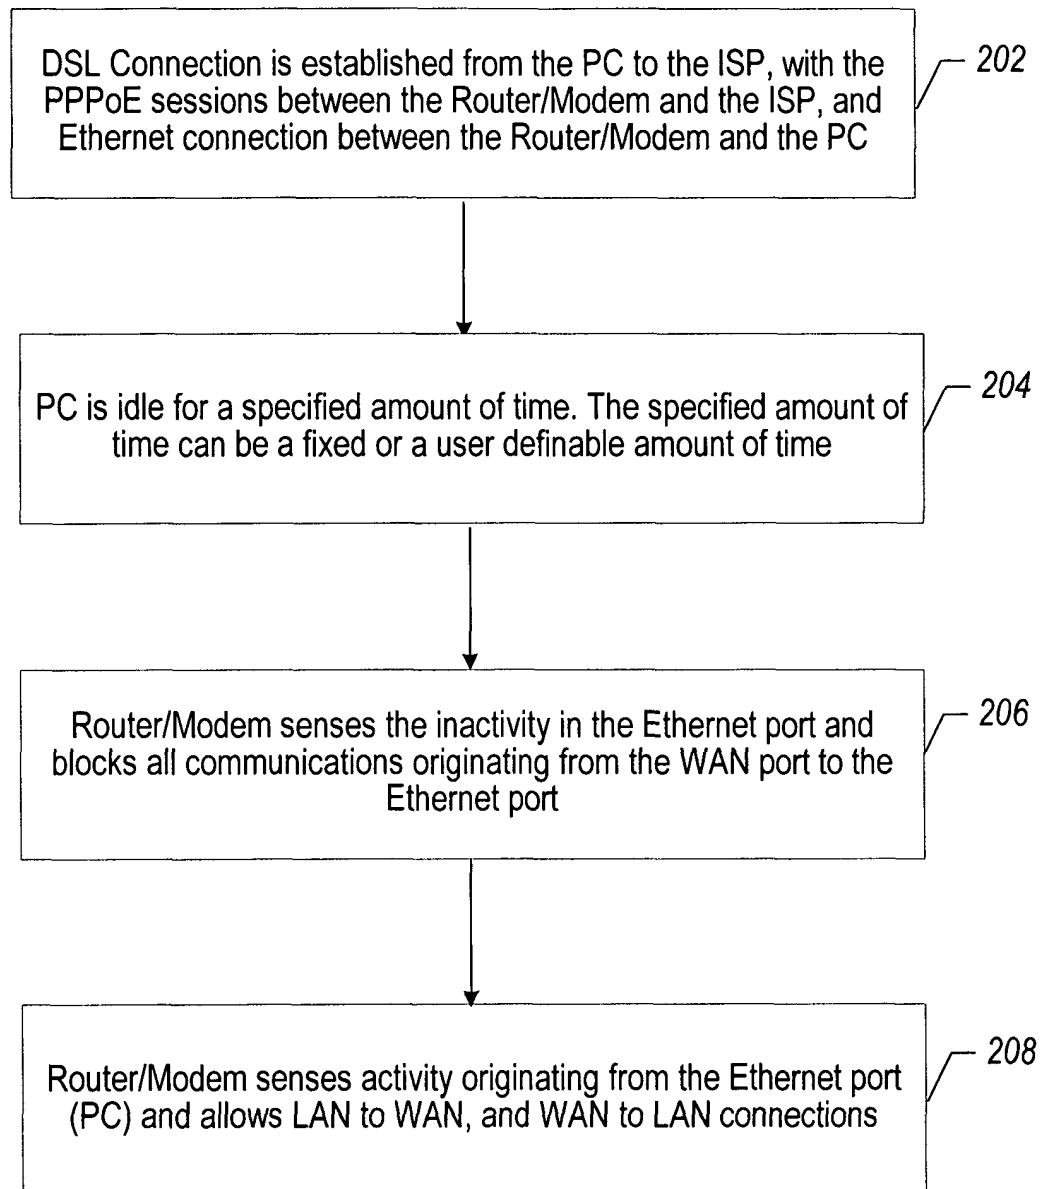 DSL Connection is established from the PC to the ISP, with the
PPPoE sessions between the Router/Modem and the ISP, and
Ethernet connection between the Router/Modem and the PC
202
PC is idle for a specified amount of time. The specified amount of
time can be a fixed or a user definable amount of time
204
Router/Modem senses the inactivity in the Ethernet port and
blocks all communications originating from the WAN port to the
Ethernet port
206
Router/Modem senses activity originating from the Ethernet port
(PC) and allows LAN to WAN, and WAN to LAN connections
208